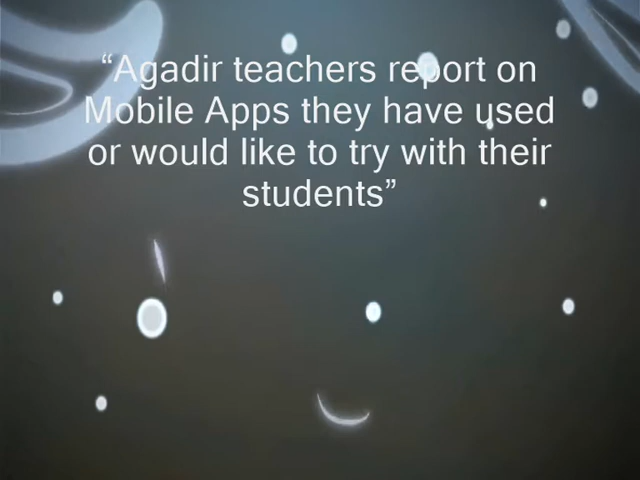 “Agadir teachers report on
Mobile Apps they have used
or would like to try with their
students”